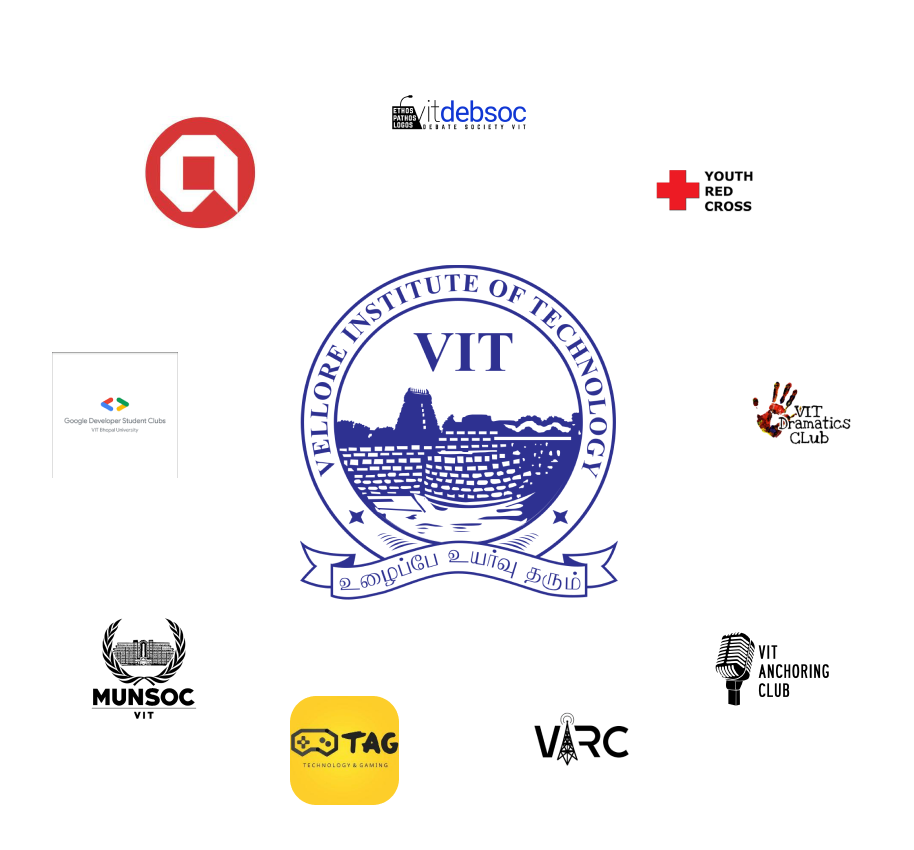 ETHOS
PATHOS
LOGOS
vitdebsoc
DEBATE SOCIETY VIT
YOUTH
RED
CROSS
VELLORE INSTITUTE OF TECHNOLOGY
VIT
உழைப்பே உயர்வு தரும்
Google Developer Student Clubs
VIT Bhopal University
VIT
Dramatics
CLub
MUNSOC
VIT
TAG
TECHNOLOGY & GAMING
VARC
VIT
ANCHORING
CLUB